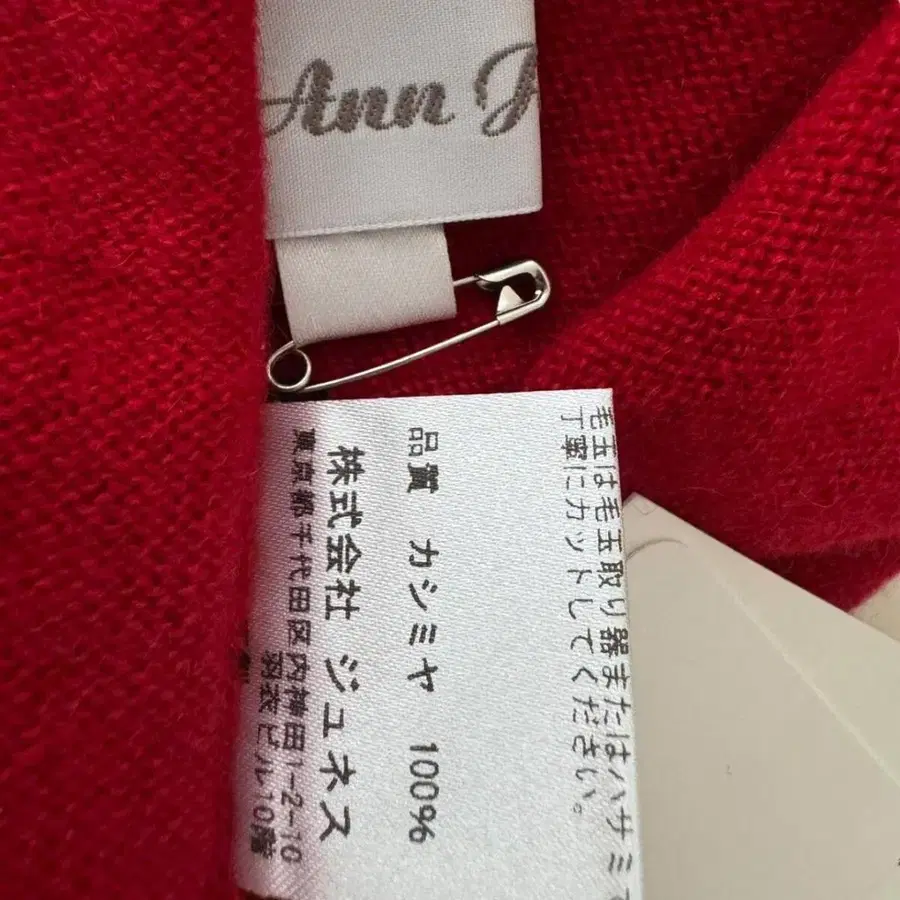 Ann
毛玉は毛玉取り器またはハサミで
丁寧にカットしてください。
品質 カシミヤ 100%
株式会社 ジュネス
東京都千代田区内神田1-2-10
羽衣ビル10階